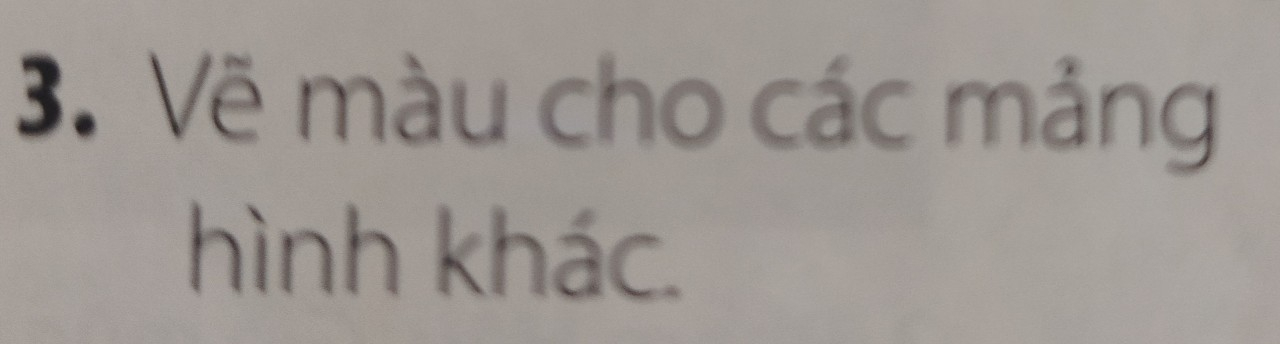 3. Vẽ màu cho các mảng
hình khác.